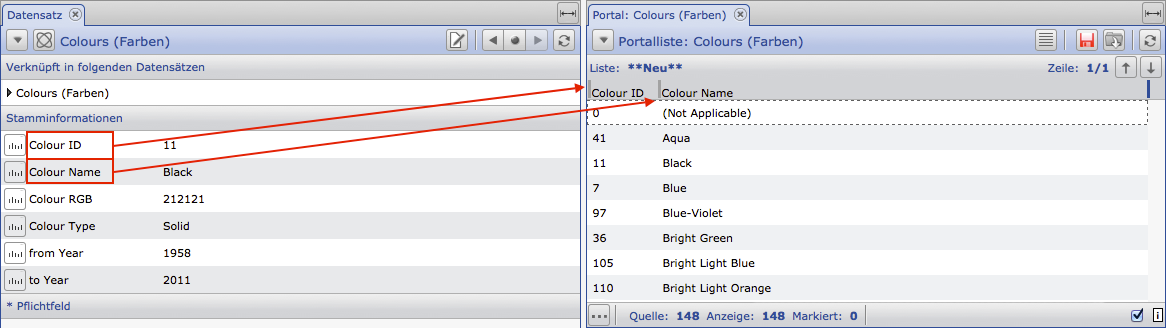 Datensatz
Colours (Farben)
Verknüpft in folgenden Datensätzen
Colours (Farben)
Stamminformationen
Colour ID 11
Colour Name Black
Colour RGB 212121
Colour Type Solid
from Year 1958
to Year 2011
* Pflichtfeld
Portal: Colours (Farben)
Portalliste: Colours (Farben)
Liste: **Neu** Zeile: 1/1
Colour ID Colour Name
0 (Not Applicable)
41 Aqua
11 Black
7 Blue
97 Blue-Violet
36 Bright Green
105 Bright Light Blue
110 Bright Light Orange
Quelle: 148 Anzeige: 148 Markiert: 0